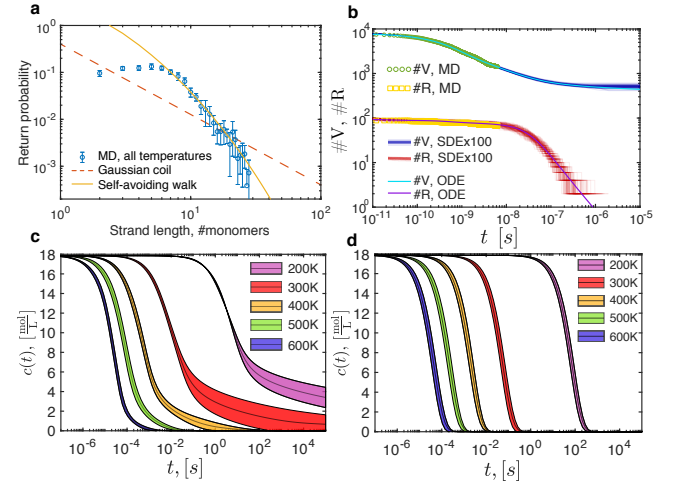 a
Return probability
10^0
10^-1
10^-2
10^-3
MD, all temperatures
Gaussian coil
Self-avoiding walk
10^0
10^1
10^2
Strand length, #monomers
b
#V, #R
10^4
10^3
10^2
10^1
10^0
#V, MD
#R, MD
#V, SDEx100
#R, SDEx100
#V, ODE
#R, ODE
10^-11
10^-10
10^-9
10^-8
10^-7
10^-6
10^-5
t [s]
c
c(t), [mol/L]
18
16
14
12
10
8
6
4
2
0
200K
300K
400K
500K
600K
10^-6
10^-4
10^-2
10^0
10^2
10^4
t, [s]
d
c(t), [mol/L]
18
16
14
12
10
8
6
4
2
0
200K
300K
400K
500K
600K
10^-6
10^-4
10^-2
10^0
10^2
10^4
t, [s]